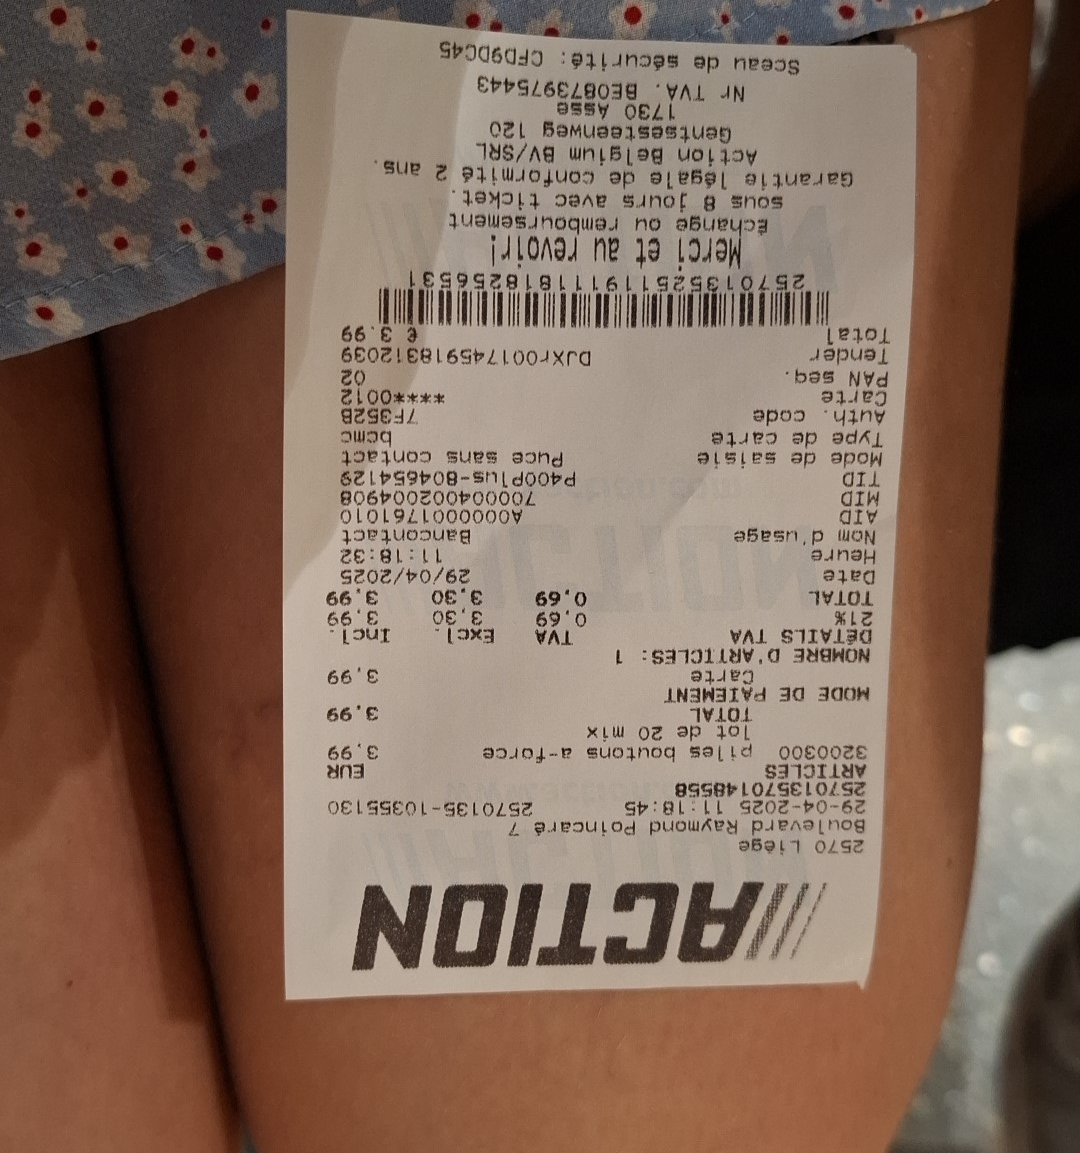 ACTION
2570 Liège
Boulevard Raymond Poincaré 7
29-04-2025 11:18:45 2570135-10355130
257013570148558
ARTICLES EUR
3200300 piles boutons a-force 3,99
lot de 20 mix
TOTAL 3,99
MODE DE PAIEMENT
Carte 3,99
NOMBRE D'ARTICLES: 1
DÉTAILS TVA TVA Excl. Incl.
21% 0,69 3,30 3,99
TOTAL 0,69 3,30 3,99
Date 29/04/2025
Heure 11:18:32
Nom d'usage Bancontact
AID A0000001761010
MID 700004002004908
TID P400Plus-804654129
Mode de saisie Puce sans contact
Type de carte bcmc
Auth. code 7F352B
Carte ****0012
PAN seq. 02
Tender DJXr001745918312039
Total € 3.99
257013525119111818256531
Merci et au revoir!
Échange ou remboursement
sous 8 jours avec ticket.
Garantie légale de conformité 2 ans.
Action Belgium BV/SRL
Gentsesteenweg 120
1730 Asse
Nr TVA. BE0873975443
Sceau de sécurité: CFD9DC45